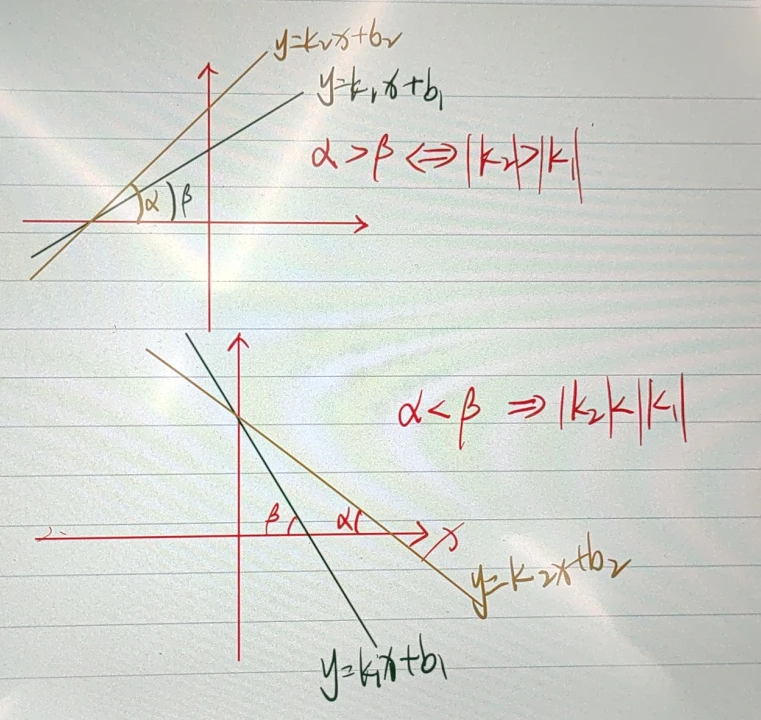 y=k₂x+b₂
y=k₁x+b₁
α>β⇔|k₂|>|k₁|
α
β
α<β ⇒|k₂|<|k₁|
β
α
x
y=k₂x+b₂
y=k₁x+b₁